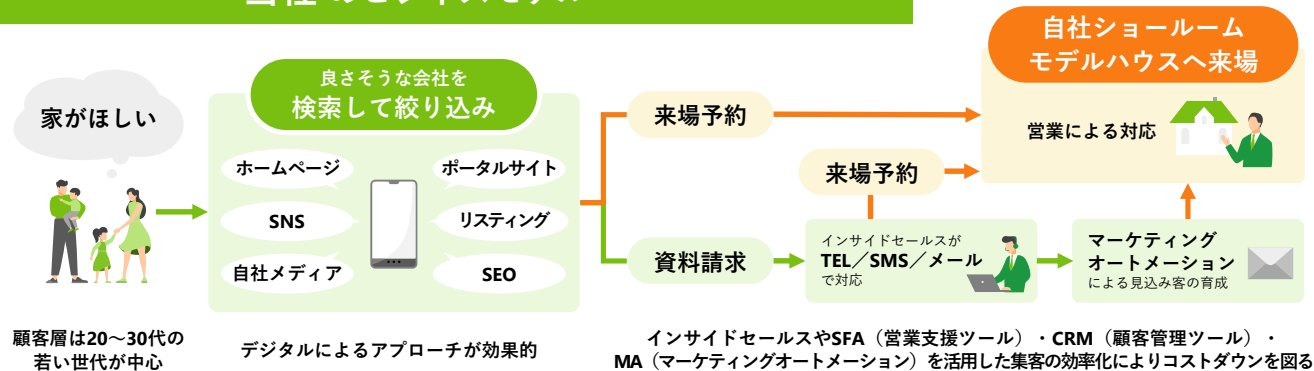 家がほしい
顧客層は20〜30代の
若い世代が中心
良さそうな会社を
検索して絞り込み
ホームページ
ポータルサイト
SNS
リスティング
自社メディア
SEO
デジタルによるアプローチが効果的
来場予約
資料請求
来場予約
インサイドセールスが
TEL／SMS／メール
で対応
マーケティング
オートメーション
による見込み客の育成
自社ショールーム
モデルハウスへ来場
営業による対応
インサイドセールスやSFA（営業支援ツール）・CRM（顧客管理ツール）・
MA（マーケティングオートメーション）を活用した集客の効率化によりコストダウンを図る